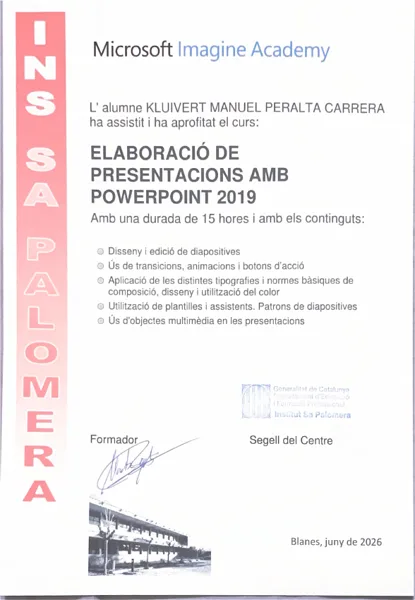 INS SA PALOMERA
Microsoft Imagine Academy
L' alumne KLUIVERT MANUEL PERALTA CARRERA
ha assistit i ha aprofitat el curs:
ELABORACIÓ DE
PRESENTACIONS AMB
POWERPOINT 2019
Amb una durada de 15 hores i amb els continguts:
Disseny i edició de diapositives
Ús de transicions, animacions i botons d'acció
Aplicació de les distintes tipografies i normes bàsiques de
composició, disseny i utilització del color
Utilització de plantilles i assistents. Patrons de diapositives
Ús d'objectes multimèdia en les presentacions
Generalitat de Catalunya
Institut Sa Palomera
Formador
Segell del Centre
Blanes, juny de 2026